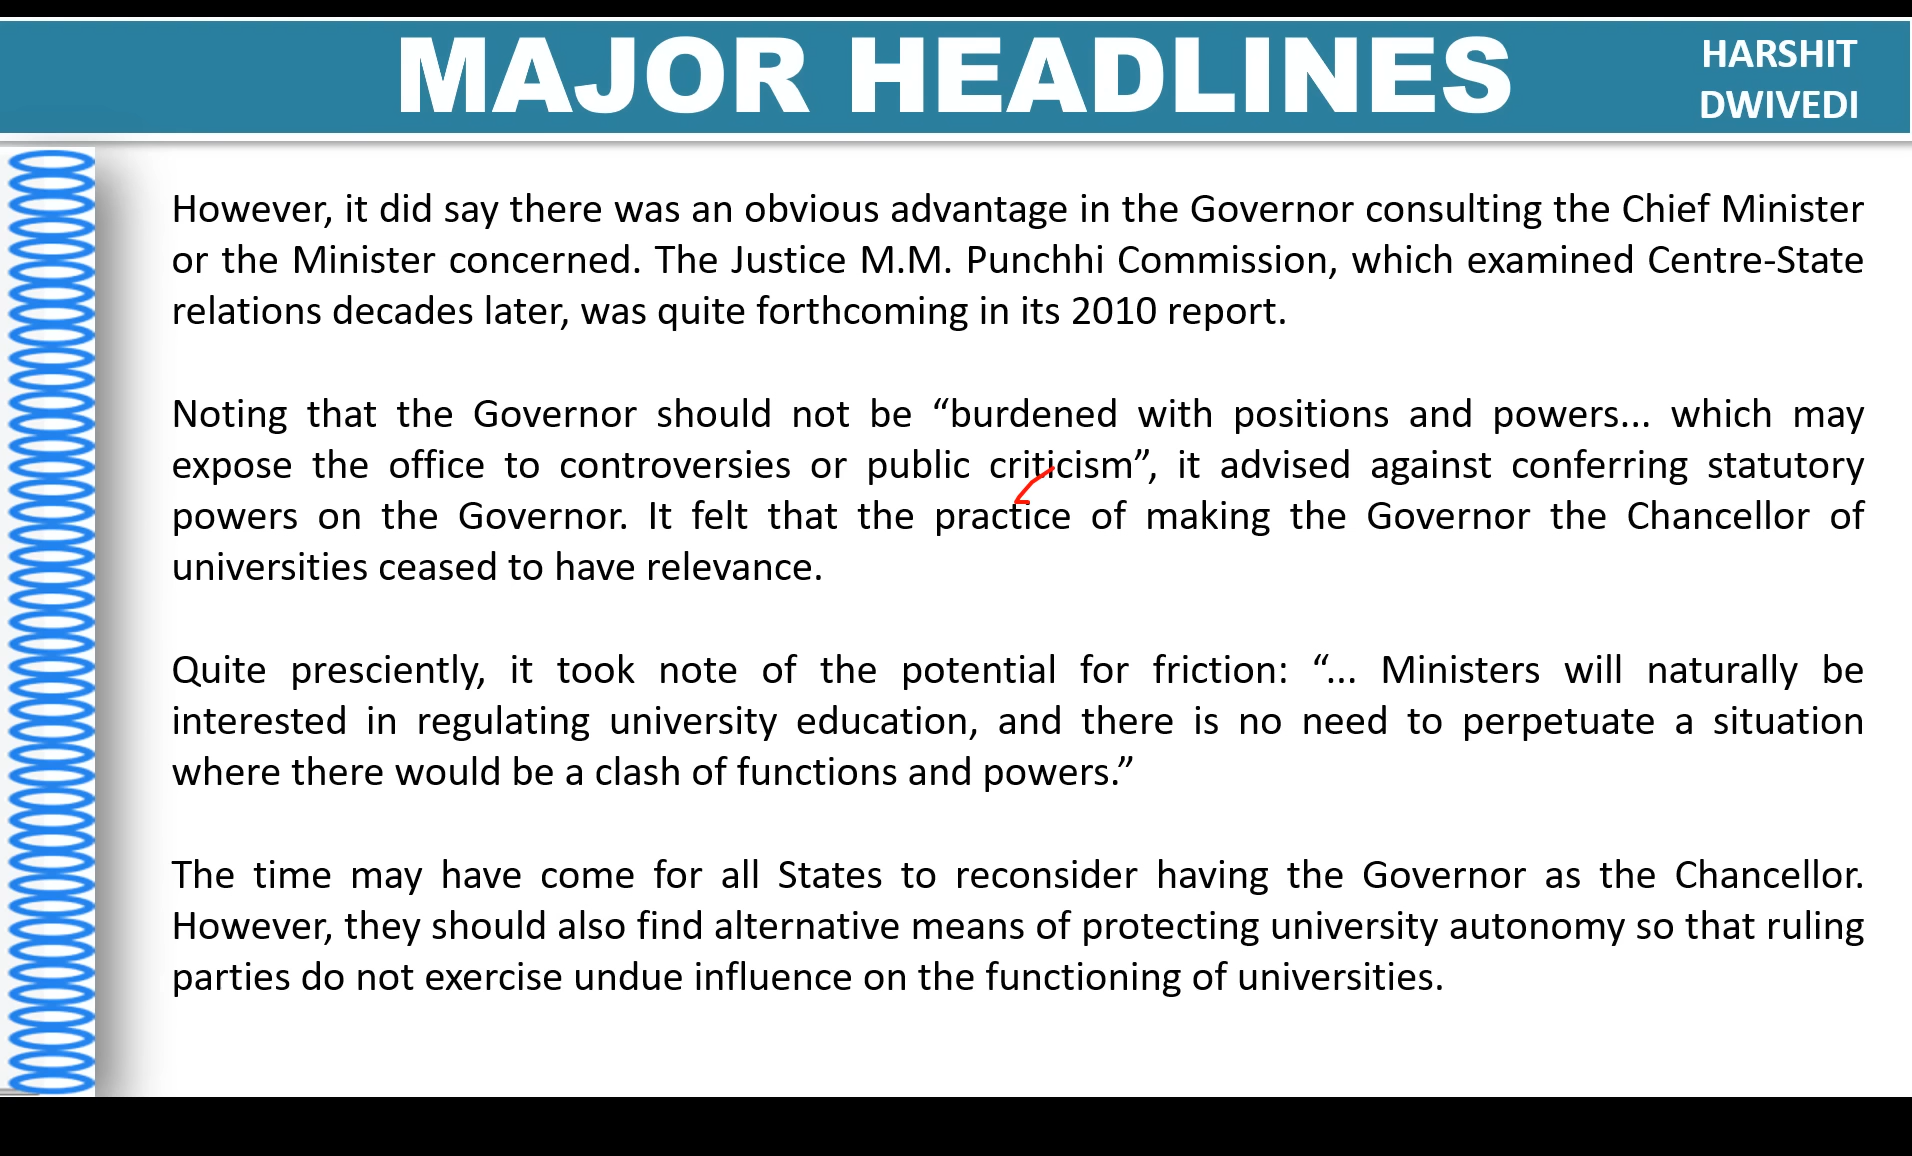 MAJOR HEADLINES
HARSHIT
DWIVEDI
However, it did say there was an obvious advantage in the Governor consulting the Chief Minister
or the Minister concerned. The Justice M.M. Punchhi Commission, which examined Centre-State
relations decades later, was quite forthcoming in its 2010 report.
Noting that the Governor should not be “burdened with positions and powers... which may
expose the office to controversies or public criticism”, it advised against conferring statutory
powers on the Governor. It felt that the practice of making the Governor the Chancellor of
universities ceased to have relevance.
Quite presciently, it took note of the potential for friction: “... Ministers will naturally be
interested in regulating university education, and there is no need to perpetuate a situation
where there would be a clash of functions and powers.”
The time may have come for all States to reconsider having the Governor as the Chancellor.
However, they should also find alternative means of protecting university autonomy so that ruling
parties do not exercise undue influence on the functioning of universities.